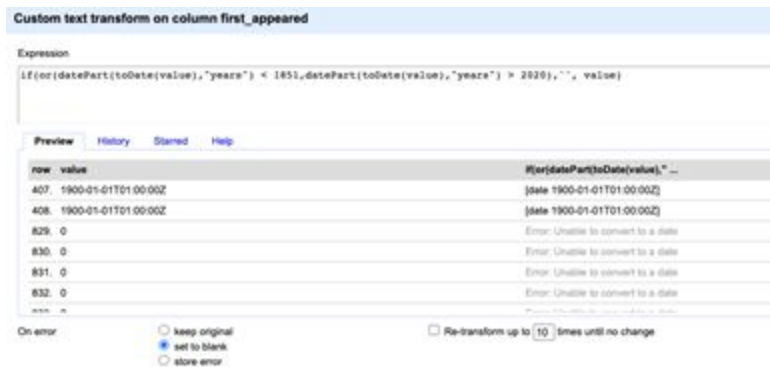 Custom text transform on column first_appeared
Expression
if(or(datePart(toDate(value),"years") < 1851,datePart(toDate(value),"years") > 2020),'', value)
Preview History Starred Help
row value if(or(datePart(toDate(value)," ...
407. 1900-01-01T01:00:00Z [date 1900-01-01T01:00:00Z]
408. 1900-01-01T01:00:00Z [date 1900-01-01T01:00:00Z]
829. 0 Error: Unable to convert to a date
830. 0 Error: Unable to convert to a date
831. 0 Error: Unable to convert to a date
832. 0 Error: Unable to convert to a date
On error keep original Re-transform up to 10 times until no change
set to blank
store error